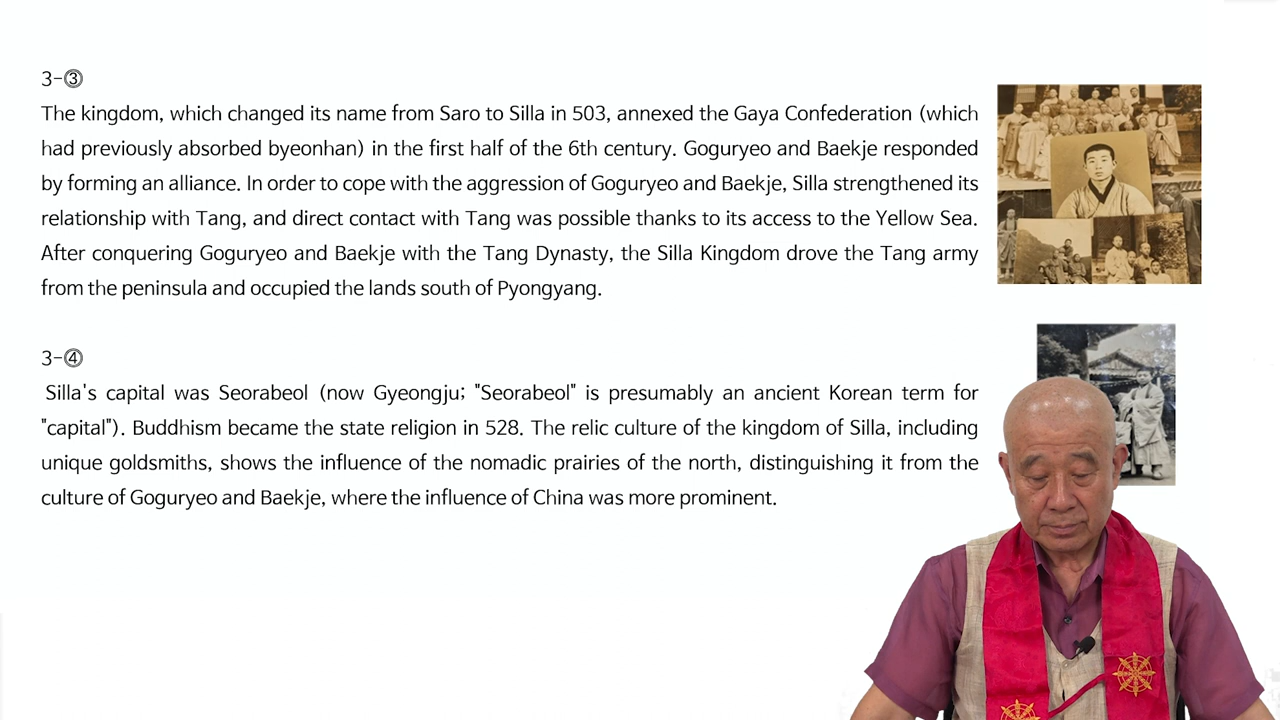 3-③
The kingdom, which changed its name from Saro to Silla in 503, annexed the Gaya Confederation (which
had previously absorbed byeonhan) in the first half of the 6th century. Goguryeo and Baekje responded
by forming an alliance. In order to cope with the aggression of Goguryeo and Baekje, Silla strengthened its
relationship with Tang, and direct contact with Tang was possible thanks to its access to the Yellow Sea.
After conquering Goguryeo and Baekje with the Tang Dynasty, the Silla Kingdom drove the Tang army
from the peninsula and occupied the lands south of Pyongyang.
3-④
Silla's capital was Seorabeol (now Gyeongju; "Seorabeol" is presumably an ancient Korean term for
"capital"). Buddhism became the state religion in 528. The relic culture of the kingdom of Silla, including
unique goldsmiths, shows the influence of the nomadic prairies of the north, distinguishing it from the
culture of Goguryeo and Baekje, where the influence of China was more prominent.